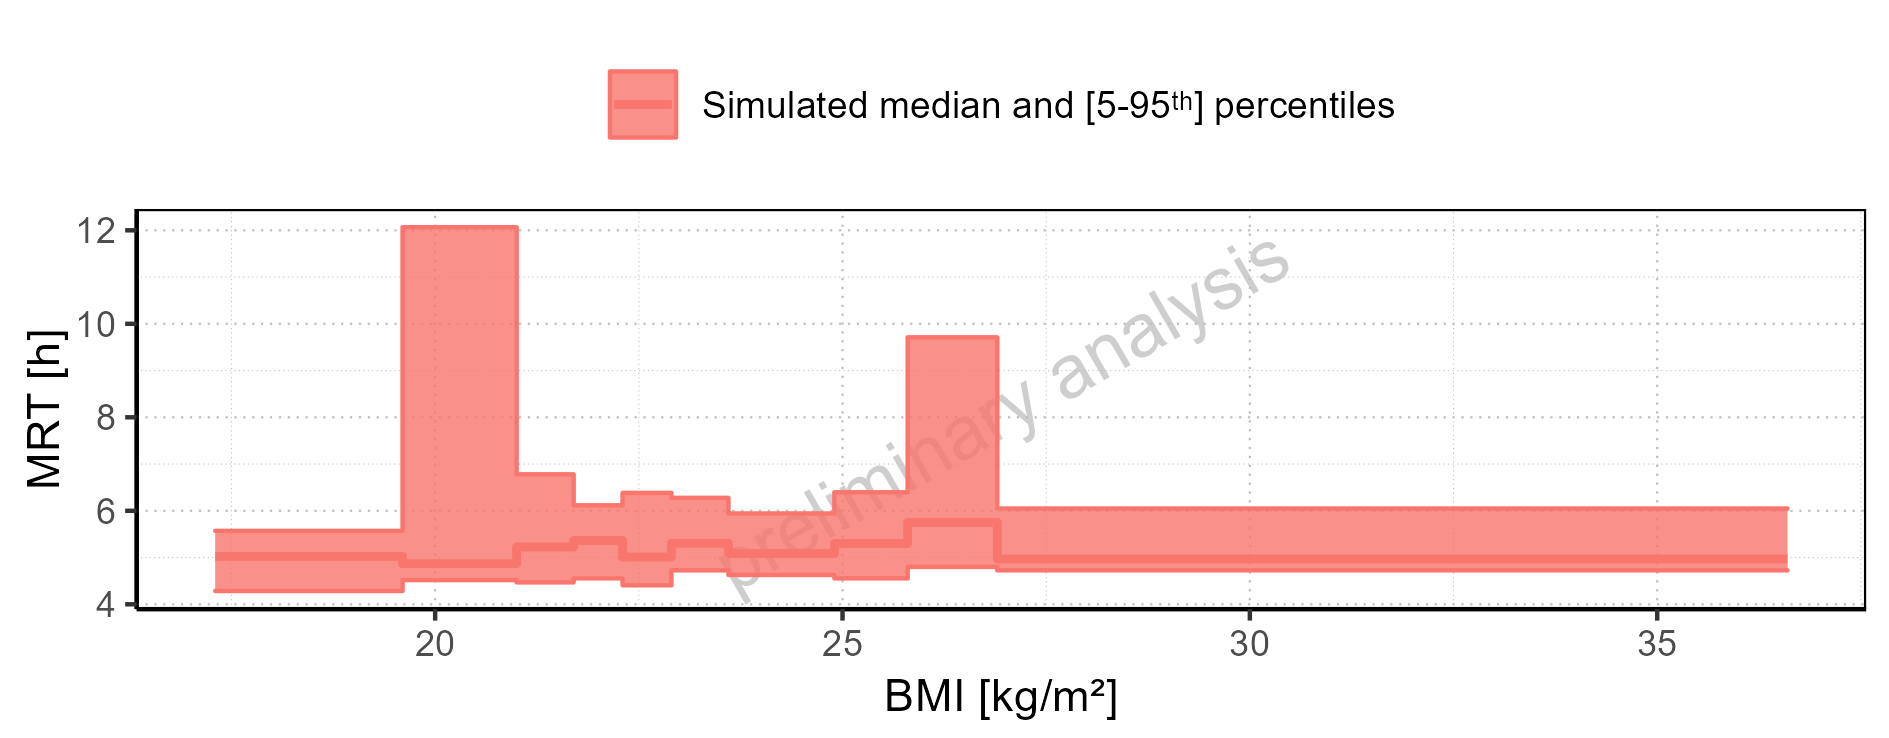 Simulated median and [5-95th] percentiles
12
10
8
6
4
MRT [h]
preliminary analysis
20 25 30 35
BMI [kg/m²]